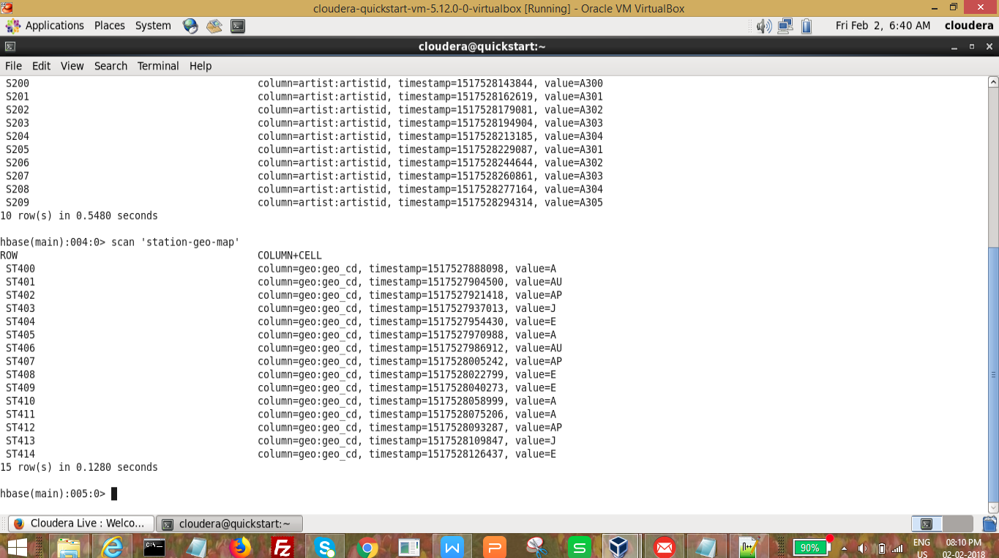 cloudera-quickstart-vm-5.12.0-0-virtualbox [Running] - Oracle VM VirtualBox
Applications Places System Fri Feb 2, 6:40 AM cloudera
cloudera@quickstart:~
File Edit View Search Terminal Help
S200 column=artist:artistid, timestamp=1517528143844, value=A300
S201 column=artist:artistid, timestamp=1517528162619, value=A301
S202 column=artist:artistid, timestamp=1517528179081, value=A302
S203 column=artist:artistid, timestamp=1517528194904, value=A303
S204 column=artist:artistid, timestamp=1517528213185, value=A304
S205 column=artist:artistid, timestamp=1517528229087, value=A301
S206 column=artist:artistid, timestamp=1517528244644, value=A302
S207 column=artist:artistid, timestamp=1517528260861, value=A303
S208 column=artist:artistid, timestamp=1517528277164, value=A304
S209 column=artist:artistid, timestamp=1517528294314, value=A305
10 row(s) in 0.5480 seconds
hbase(main):004:0> scan 'station-geo-map'
ROW COLUMN+CELL
ST400 column=geo:geo_cd, timestamp=1517527888098, value=A
ST401 column=geo:geo_cd, timestamp=1517527904500, value=AU
ST402 column=geo:geo_cd, timestamp=1517527921418, value=AP
ST403 column=geo:geo_cd, timestamp=1517527937013, value=J
ST404 column=geo:geo_cd, timestamp=1517527954430, value=E
ST405 column=geo:geo_cd, timestamp=1517527970988, value=A
ST406 column=geo:geo_cd, timestamp=1517527986912, value=AU
ST407 column=geo:geo_cd, timestamp=1517528005242, value=AP
ST408 column=geo:geo_cd, timestamp=1517528022799, value=E
ST409 column=geo:geo_cd, timestamp=1517528040273, value=E
ST410 column=geo:geo_cd, timestamp=1517528058999, value=A
ST411 column=geo:geo_cd, timestamp=1517528075206, value=A
ST412 column=geo:geo_cd, timestamp=1517528093287, value=AP
ST413 column=geo:geo_cd, timestamp=1517528109847, value=J
ST414 column=geo:geo_cd, timestamp=1517528126437, value=E
15 row(s) in 0.1280 seconds
hbase(main):005:0>
Cloudera Live : Welco... cloudera@quickstart:~
90% ENG 08:10 PM
US 02-02-2018